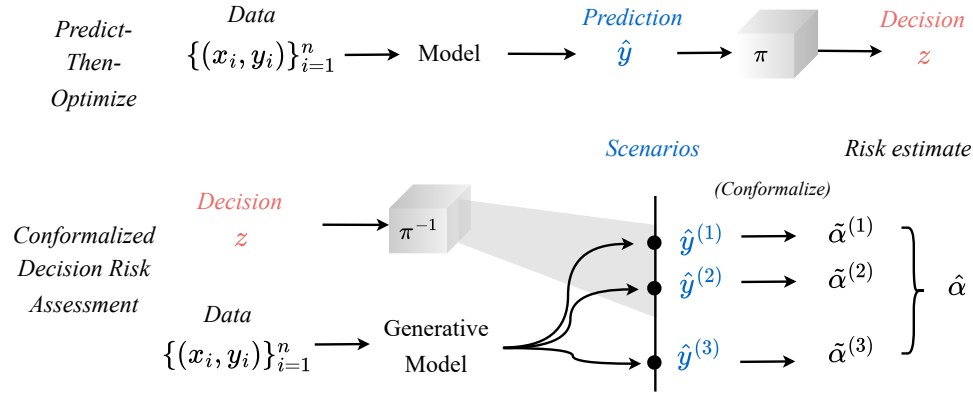 Predict-
Then-
Optimize
Data
{(x_i, y_i)}_{i=1}^n
Model
Prediction
ŷ
π
Decision
z
Scenarios
Risk estimate
(Conformalize)
Conformalized
Decision Risk
Assessment
Decision
z
π⁻¹
Data
{(x_i, y_i)}_{i=1}^n
Generative
Model
ŷ⁽¹⁾ α̃⁽¹⁾
ŷ⁽²⁾ α̃⁽²⁾
ŷ⁽³⁾ α̃⁽³⁾
α̂